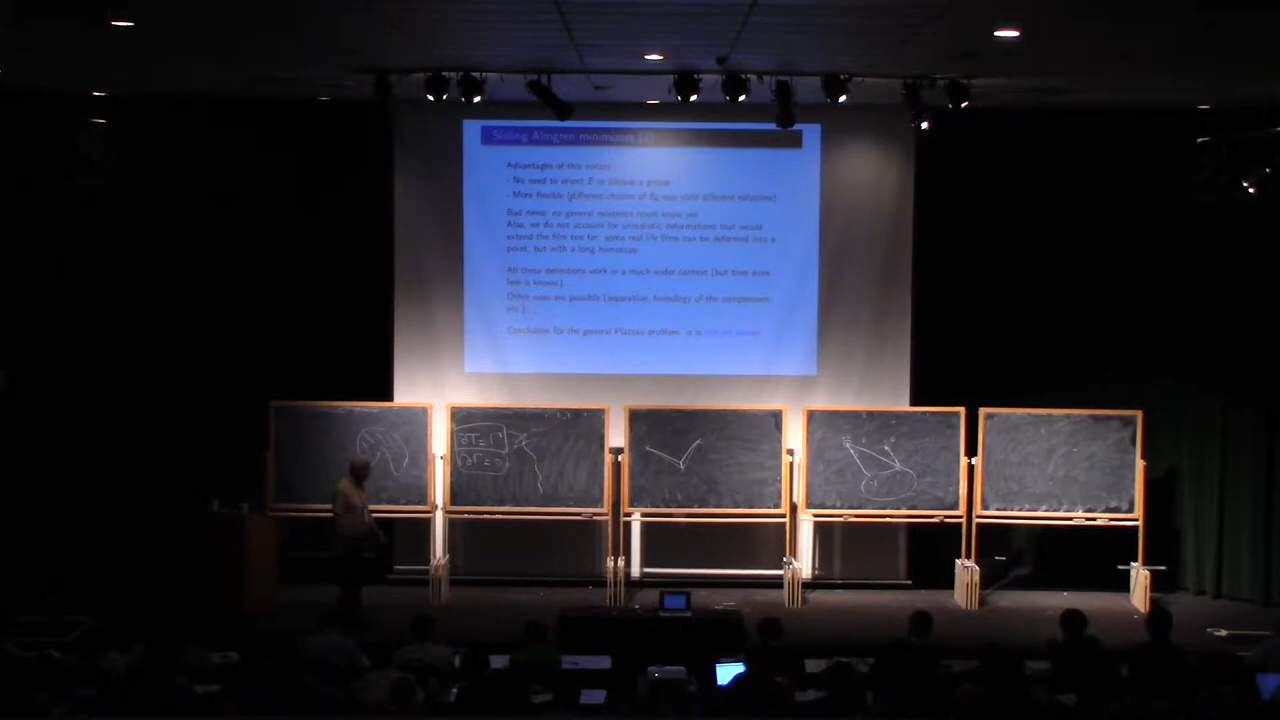 Sliding Almgren minimizers (2)
Advantages of this notion:
- No need to orient E or choose a group
- More flexible (different choices of E₀ may yield different solutions)
Bad news: no general existence result know yet.
Also, we do not account for unrealistic deformations that would
extend the film too far: some real life films can be deformed into a
point, but with a long homotopy.
All these definitions work in a much wider context (but then even
less is known).
Other ones are possible (separation, homology of the complement,
etc.)
Conclusion for the general Plateau problem: it is
∂T = Γ
∂Γ = 0